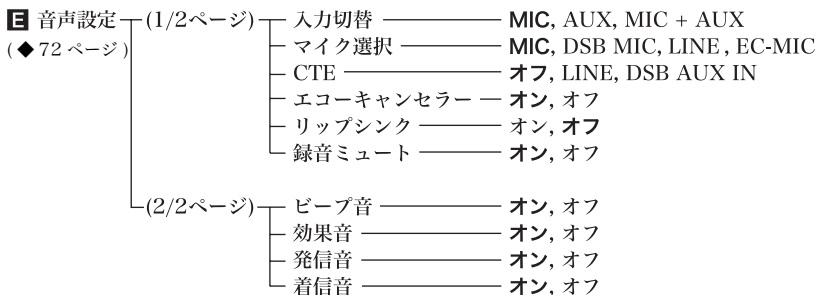 E 音声設定 (1/2ページ) 入力切替 MIC, AUX, MIC + AUX
(◆72 ページ) マイク選択 MIC, DSB MIC, LINE , EC-MIC
CTE オフ, LINE, DSB AUX IN
エコーキャンセラー オン, オフ
リップシンク オン, オフ
録音ミュート オン, オフ
(2/2ページ) ビープ音 オン, オフ
効果音 オン, オフ
発信音 オン, オフ
着信音 オン, オフ